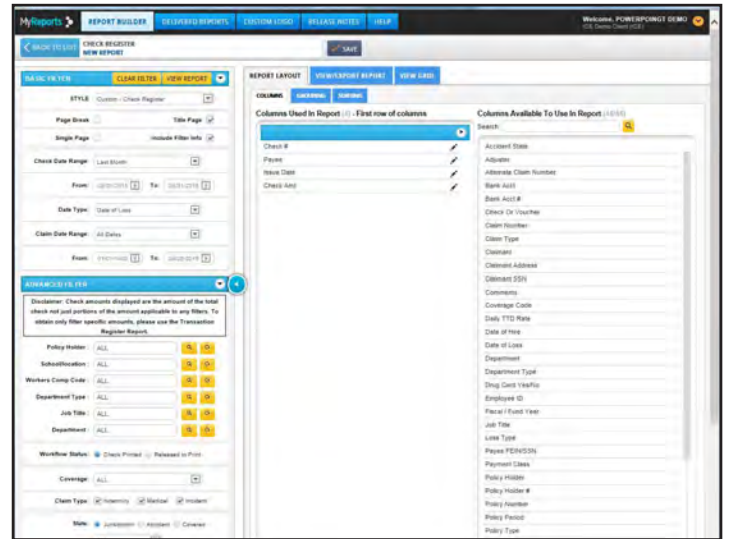 MyReports
REPORT BUILDER
DELIVERED REPORTS
CUSTOM LOGO
RELEASE NOTES
HELP
Welcome, POWERPOINGT DEMO
BACK TO LIST
CHECK REGISTER
NEW REPORT
SAVE
BASIC FILTER
CLEAR FILTER
VIEW REPORT
STYLE Custom - Check Register
Page Break
Title Page
Single Page
Include Filter Info
Check Date Range: Last Month
From:
To:
Date Type: Date of Loss
Claim Date Range: All Dates
From:
To:
ADVANCED FILTER
Disclaimer: Check amounts displayed are the amount of the total
check not just portions of the amount applicable to any filters. To
obtain only filter specific amounts, please use the Transaction
Register Report.
Policy Holder: ALL
School/location: ALL
Workers Comp Code: ALL
Department Type: ALL
Job Title: ALL
Department: ALL
Workflow Status: Check Printed Released to Print
Coverage: ALL
Claim Type: Indemnity Medical Incident
State: Jurisdiction Accident Covered
REPORT LAYOUT
VIEW/EXPORT REPORT
VIEW GRID
COLUMNS
SORTING
Columns Used In Report (4) - First row of columns
Check #
Payee
Issue Date
Check Amt
Columns Available To Use In Report
Search:
Accident State
Adjuster
Alternate Claim Number
Bank Acct
Bank Acct #
Check Or Voucher
Claim Number
Claim Type
Claimant
Claimant Address
Claimant SSN
Comments
Coverage Code
Daily TTD Rate
Date of Hire
Date of Loss
Department
Department Type
Drug Card Yes/No
Employee ID
Fiscal / Fund Year
Job Title
Loss Type
Payee FEIN/SSN
Payment Class
Policy Holder
Policy Holder #
Policy Number
Policy Period
Policy Type